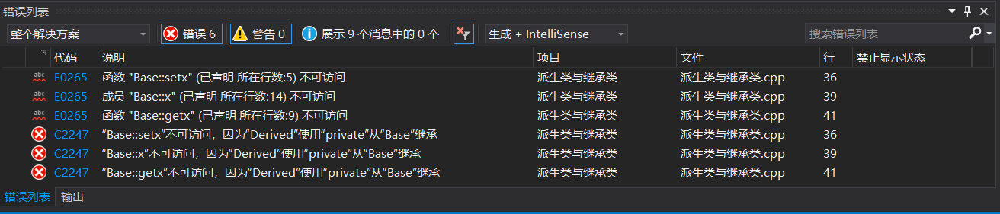 错误列表
整个解决方案 错误 6 警告 0 展示 9 个消息中的 0 个 生成 + IntelliSense 搜索错误列表
代码 说明 项目 文件 行 禁止显示状态
abc E0265 函数 "Base::setx" (已声明 所在行数:5) 不可访问 派生类与继承类 派生类与继承类.cpp 36
abc E0265 成员 "Base::x" (已声明 所在行数:14) 不可访问 派生类与继承类 派生类与继承类.cpp 39
abc E0265 函数 "Base::getx" (已声明 所在行数:9) 不可访问 派生类与继承类 派生类与继承类.cpp 41
C2247 “Base::setx”不可访问，因为“Derived”使用“private”从“Base”继承 派生类与继承类 派生类与继承类.cpp 36
C2247 “Base::x”不可访问，因为“Derived”使用“private”从“Base”继承 派生类与继承类 派生类与继承类.cpp 39
C2247 “Base::getx”不可访问，因为“Derived”使用“private”从“Base”继承 派生类与继承类 派生类与继承类.cpp 41
错误列表 输出